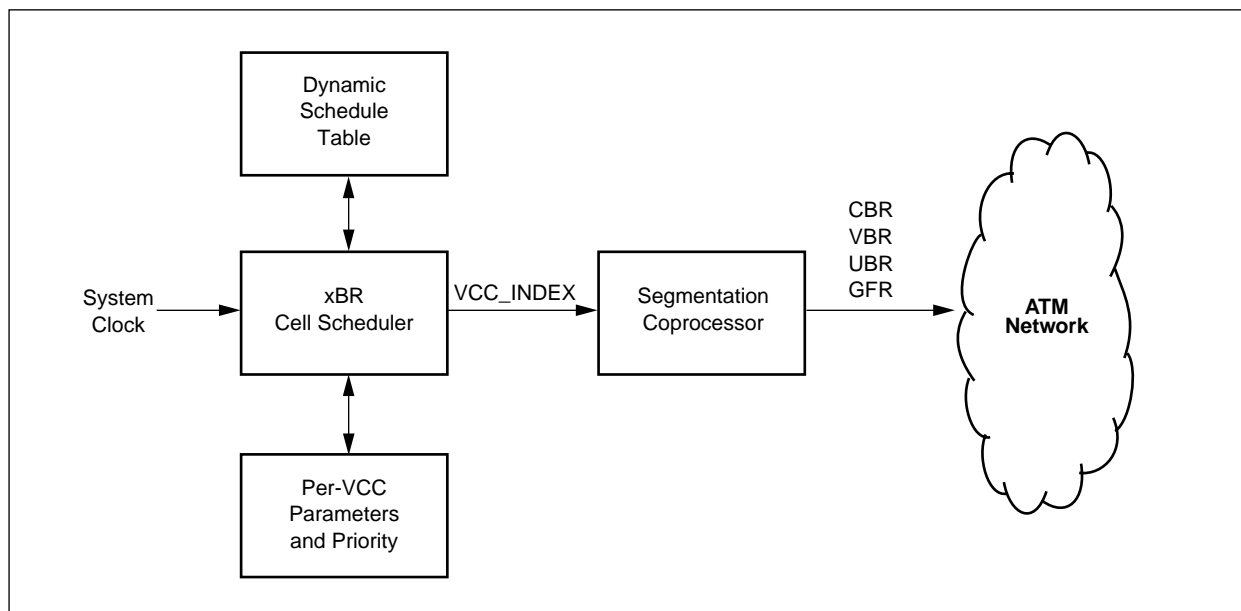 Dynamic
Schedule
Table
System
Clock
xBR
Cell Scheduler
VCC_INDEX
Segmentation
Coprocessor
CBR
VBR
UBR
GFR
ATM
Network
Per-VCC
Parameters
and Priority